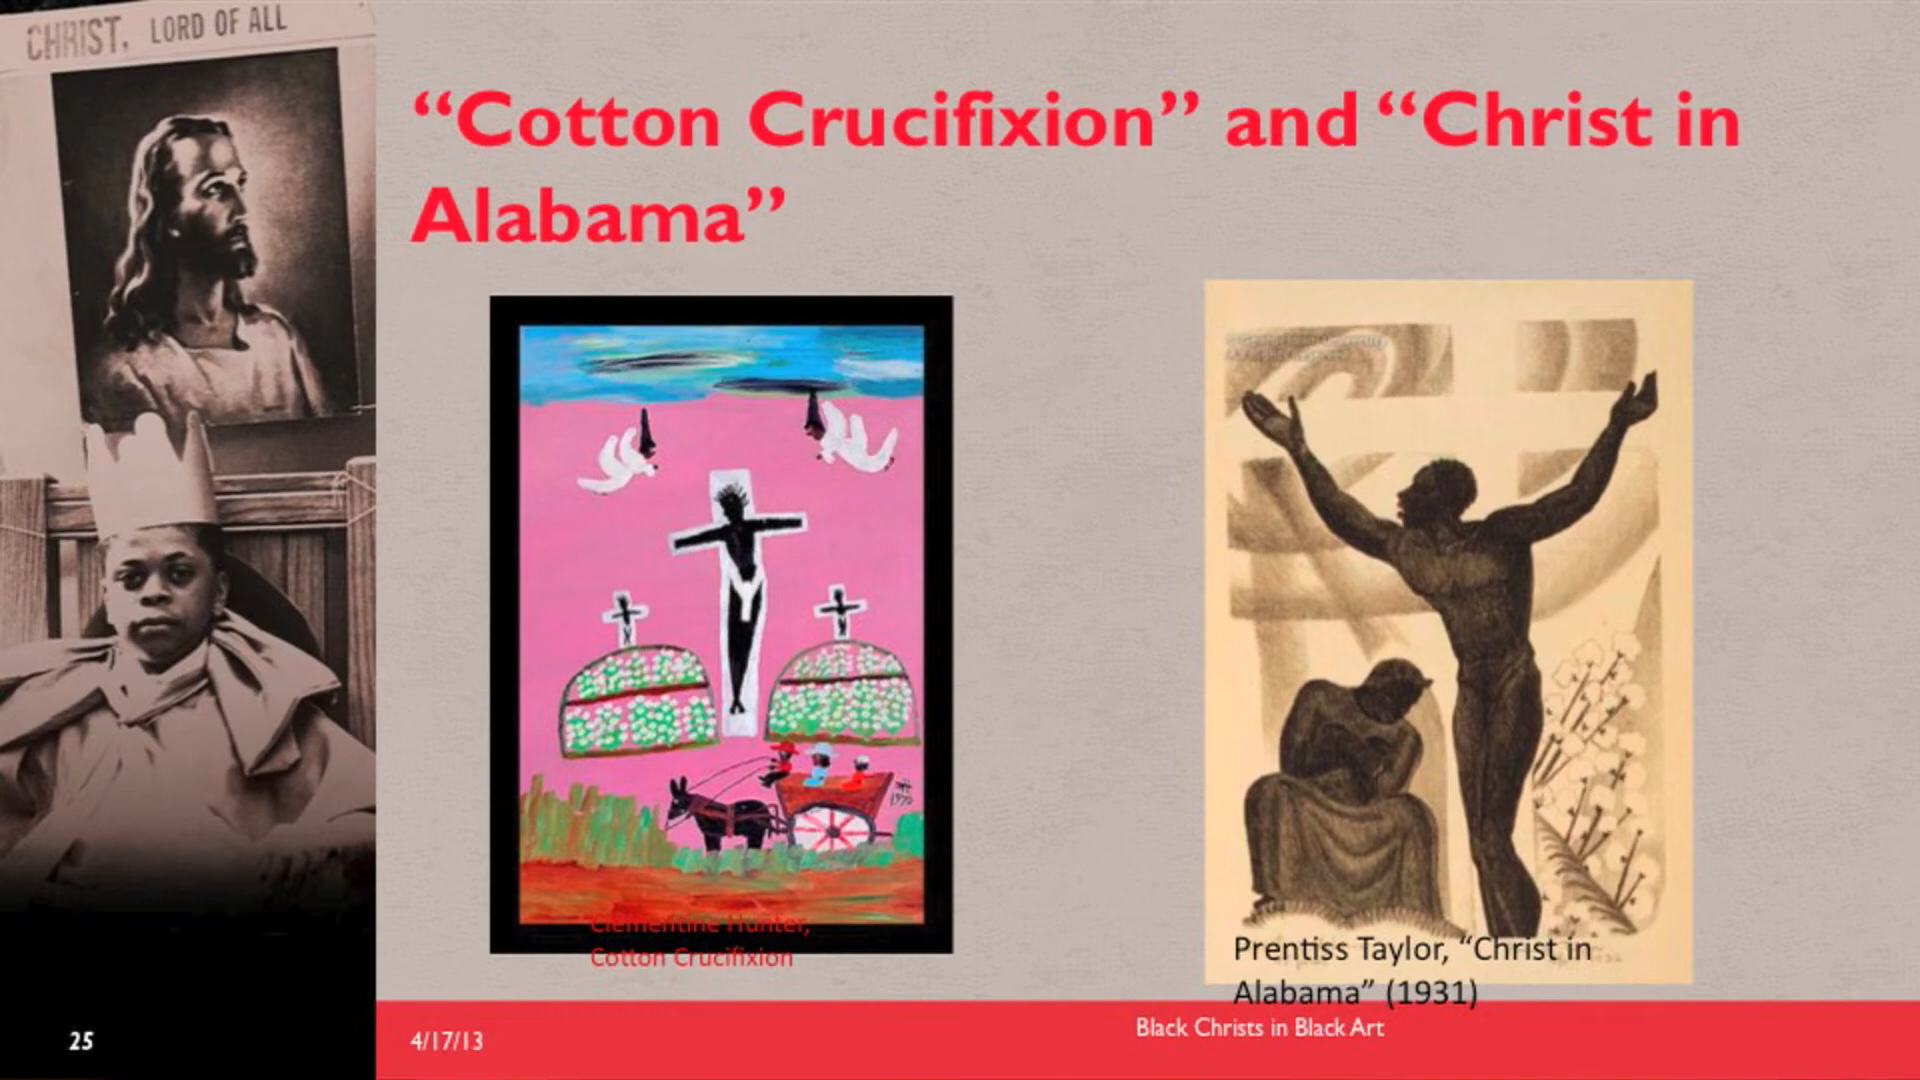 CHRIST, LORD OF ALL
“Cotton Crucifixion” and “Christ in
Alabama”
1970
Clementine Hunter,
Cotton Crucifixion
Prentiss Taylor, “Christ in
Alabama” (1931)
25
4/17/13
Black Christs in Black Art